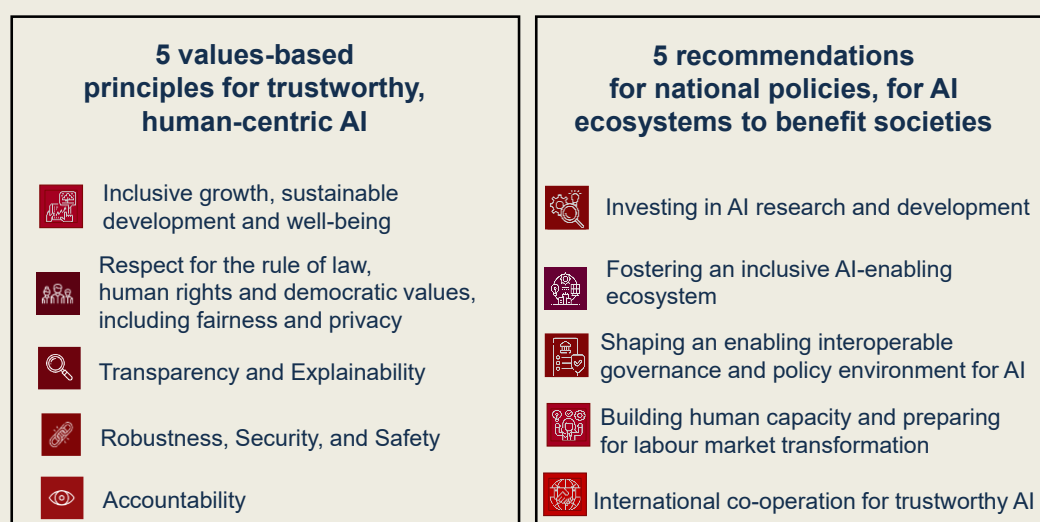 5 values-based
principles for trustworthy,
human-centric AI
Inclusive growth, sustainable
development and well-being
Respect for the rule of law,
human rights and democratic values,
including fairness and privacy
Transparency and Explainability
Robustness, Security, and Safety
Accountability
5 recommendations
for national policies, for AI
ecosystems to benefit societies
Investing in AI research and development
Fostering an inclusive AI-enabling
ecosystem
Shaping an enabling interoperable
governance and policy environment for AI
Building human capacity and preparing
for labour market transformation
International co-operation for trustworthy AI